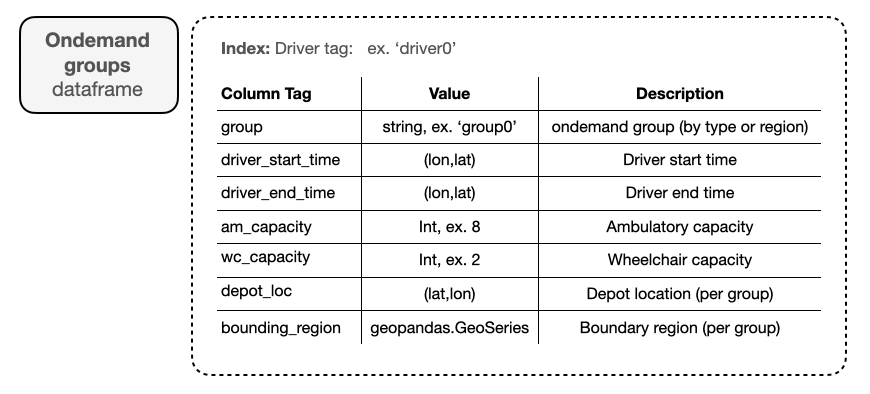 Ondemand
groups
dataframe
Index: Driver tag: ex. ‘driver0’
Column Tag Value Description
group string, ex. ‘group0’ ondemand group (by type or region)
driver_start_time (lon,lat) Driver start time
driver_end_time (lon,lat) Driver end time
am_capacity Int, ex. 8 Ambulatory capacity
wc_capacity Int, ex. 2 Wheelchair capacity
depot_loc (lat,lon) Depot location (per group)
bounding_region geopandas.GeoSeries Boundary region (per group)